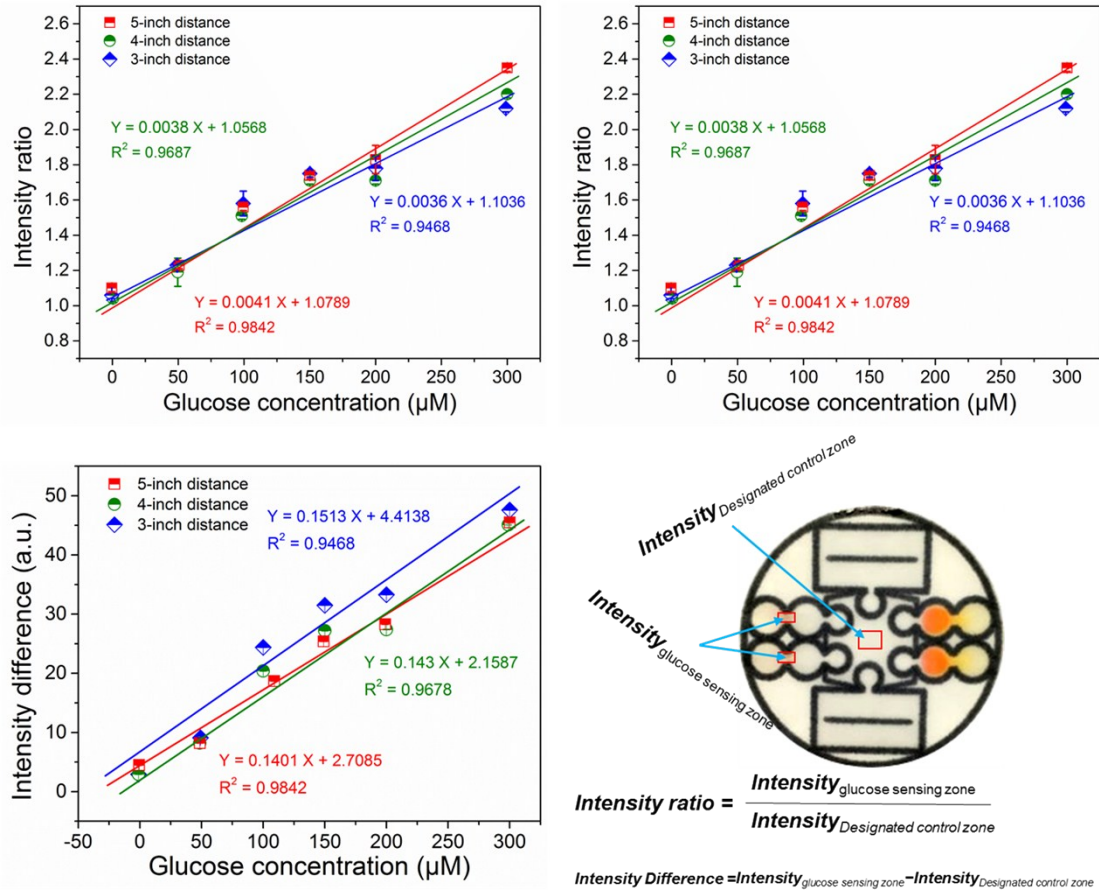 2.6
2.4
2.2
2.0
1.8
1.6
1.4
1.2
1.0
0.8
Intensity ratio
5-inch distance
4-inch distance
3-inch distance
Y = 0.0038 X + 1.0568
R² = 0.9687
Y = 0.0036 X + 1.1036
R² = 0.9468
Y = 0.0041 X + 1.0789
R² = 0.9842
0 50 100 150 200 250 300
Glucose concentration (µM)
2.6
2.4
2.2
2.0
1.8
1.6
1.4
1.2
1.0
0.8
Intensity ratio
5-inch distance
4-inch distance
3-inch distance
Y = 0.0038 X + 1.0568
R² = 0.9687
Y = 0.0036 X + 1.1036
R² = 0.9468
Y = 0.0041 X + 1.0789
R² = 0.9842
0 50 100 150 200 250 300
Glucose concentration (µM)
50
40
30
20
10
0
Intensity difference (a.u.)
5-inch distance
4-inch distance
3-inch distance
Y = 0.1513 X + 4.4138
R² = 0.9468
Y = 0.143 X + 2.1587
R² = 0.9678
Y = 0.1401 X + 2.7085
R² = 0.9842
-50 0 50 100 150 200 250 300
Glucose concentration (µM)
Intensity Designated control zone
Intensity glucose sensing zone
Intensity ratio = Intensity glucose sensing zone
Intensity Designated control zone
Intensity Difference =Intensity glucose sensing zone−Intensity Designated control zone